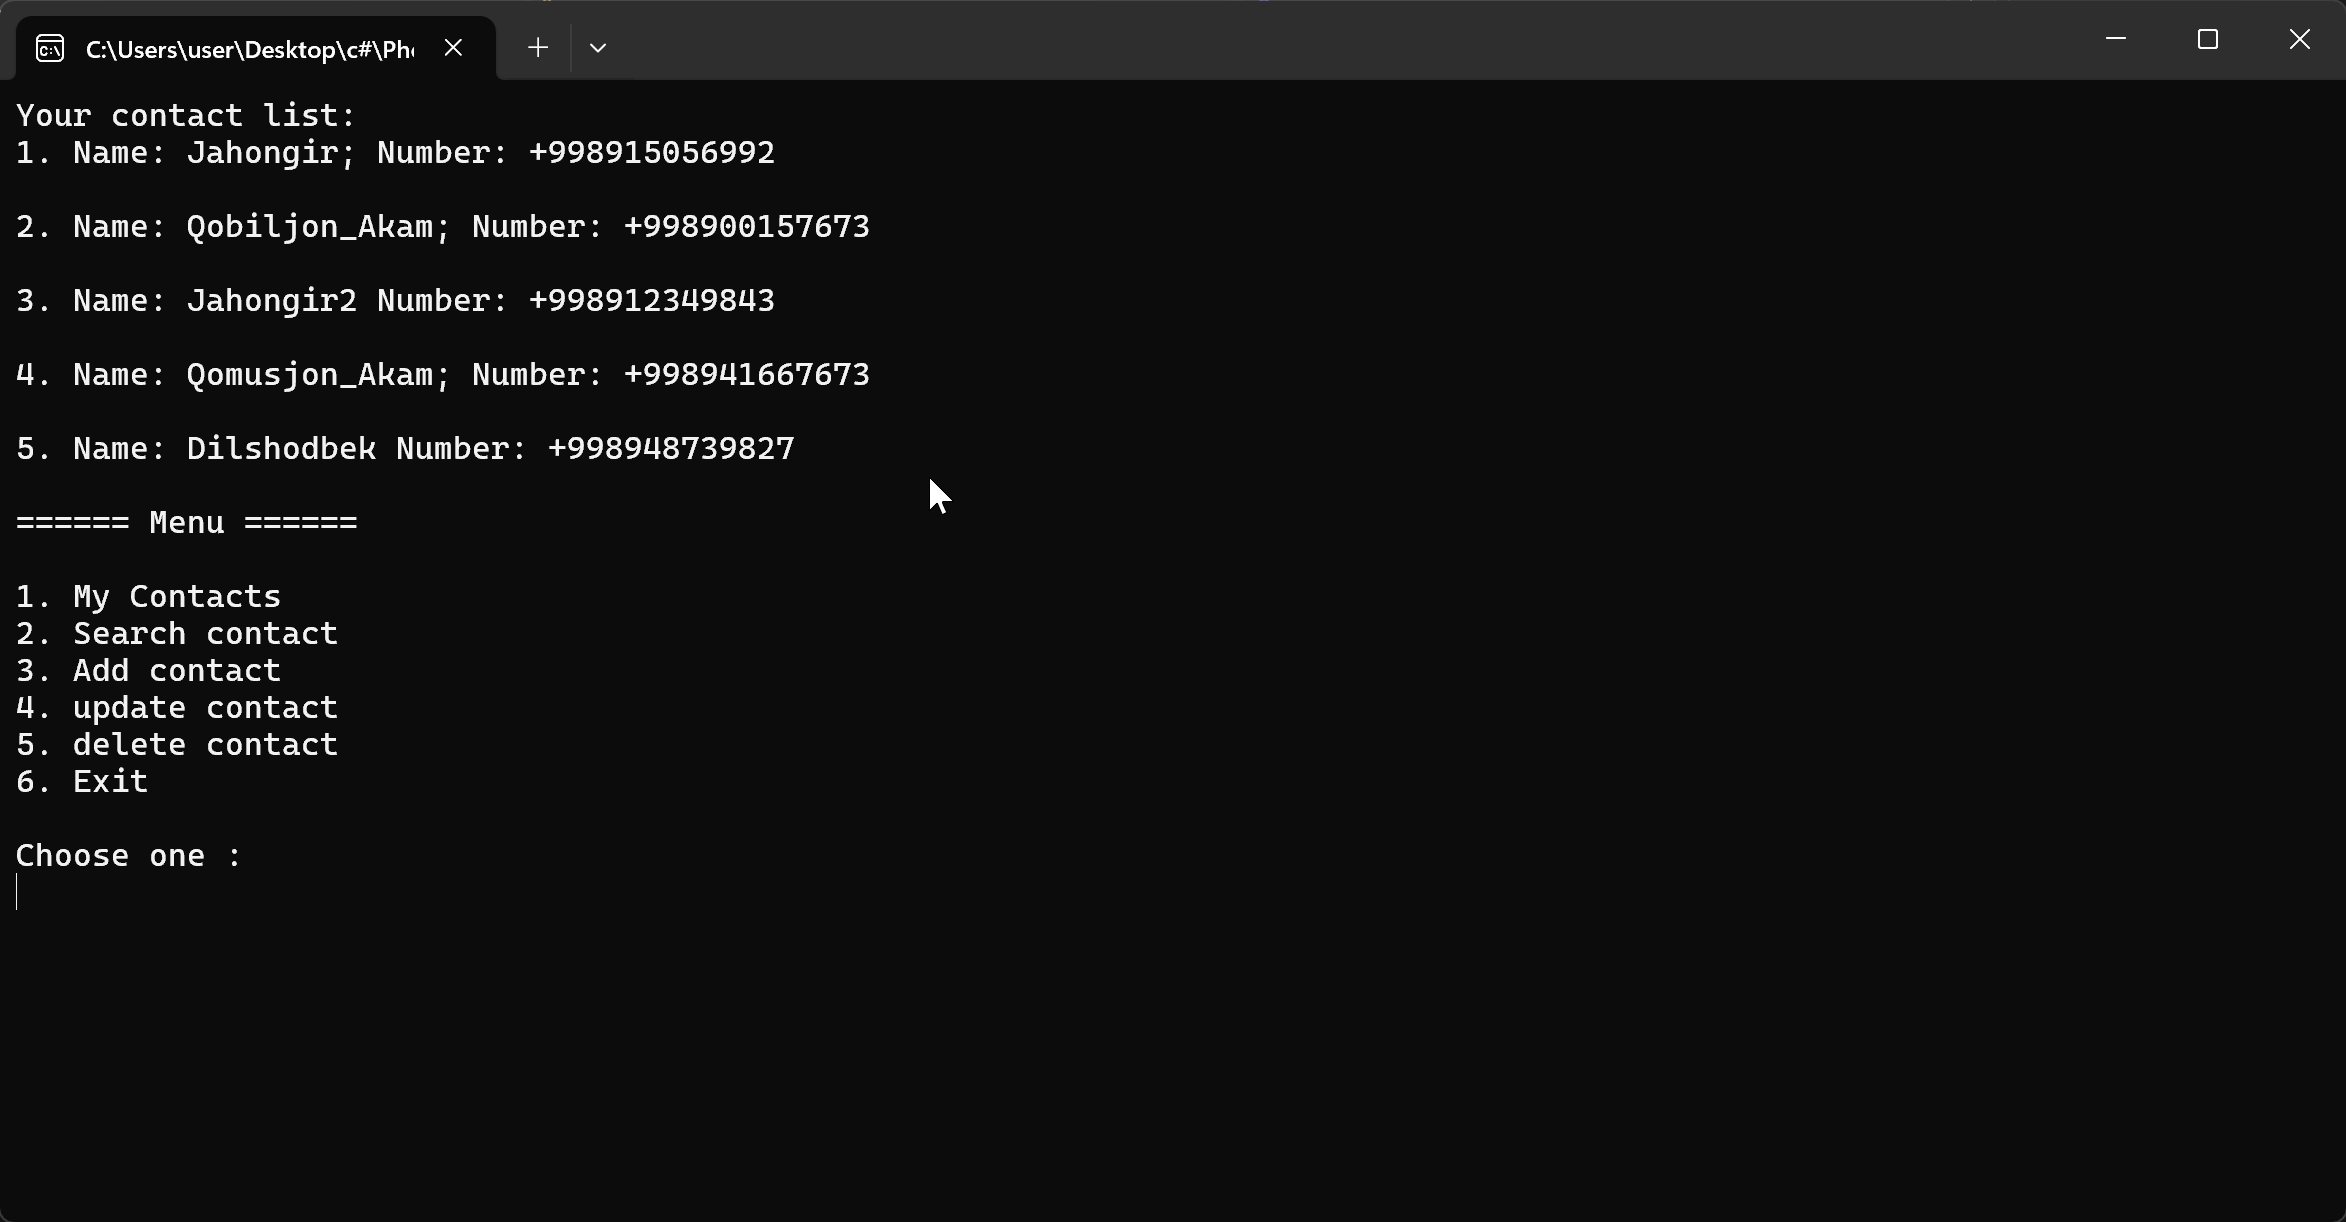 C:\Users\user\Desktop\c#\Pho
Your contact list:
1. Name: Jahongir; Number: +998915056992
2. Name: Qobiljon_Akam; Number: +998900157673
3. Name: Jahongir2 Number: +998912349843
4. Name: Qomusjon_Akam; Number: +998941667673
5. Name: Dilshodbek Number: +998948739827
====== Menu ======
1. My Contacts
2. Search contact
3. Add contact
4. update contact
5. delete contact
6. Exit
Choose one :